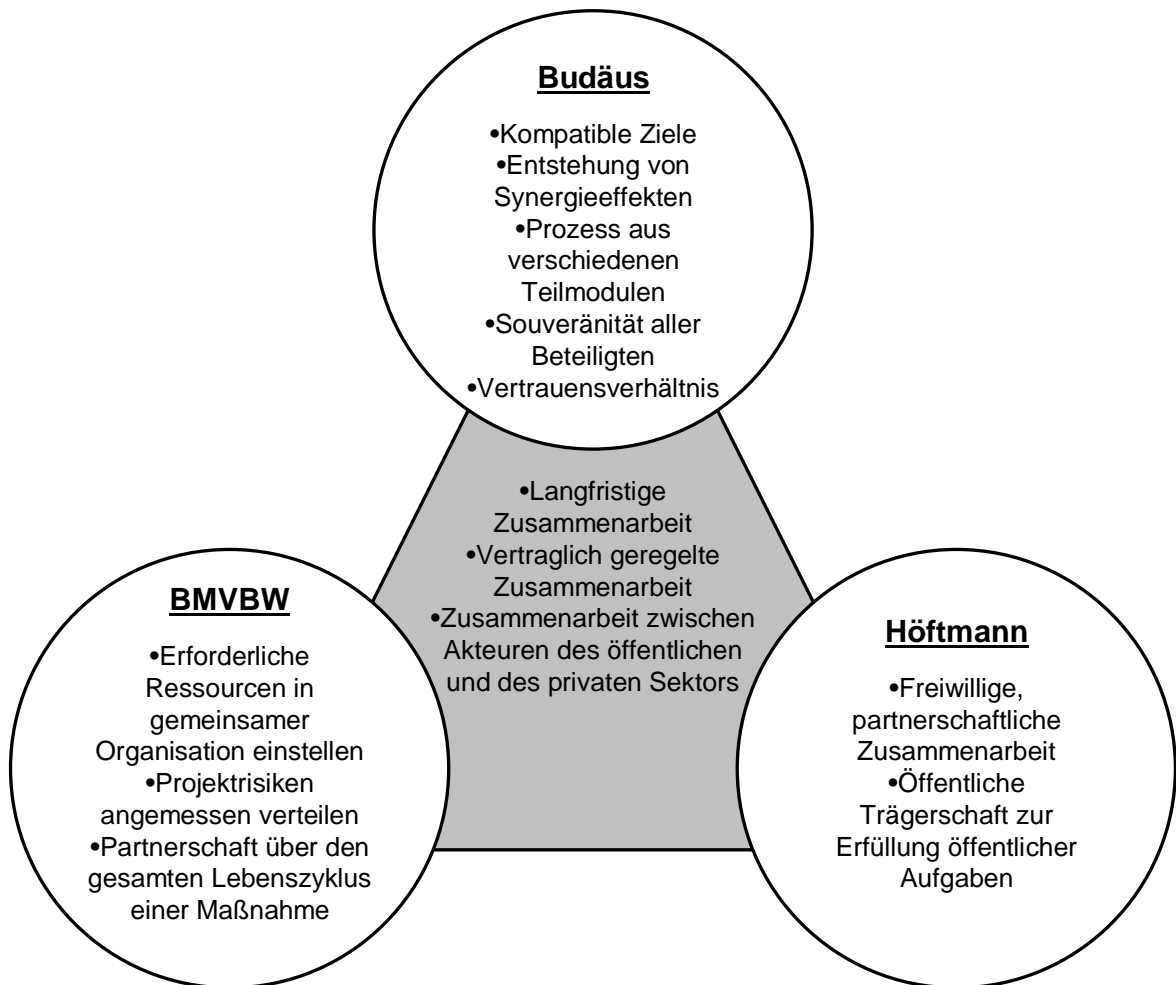 Budäus
•Kompatible Ziele
•Entstehung von
Synergieeffekten
•Prozess aus
verschiedenen
Teilmodulen
•Souveränität aller
Beteiligten
•Vertrauensverhältnis
•Langfristige
Zusammenarbeit
•Vertraglich geregelte
Zusammenarbeit
•Zusammenarbeit zwischen
Akteuren des öffentlichen
und des privaten Sektors
BMVBW
•Erforderliche
Ressourcen in
gemeinsamer
Organisation einstellen
•Projektrisiken
angemessen verteilen
•Partnerschaft über den
gesamten Lebenszyklus
einer Maßnahme
Höftmann
•Freiwillige,
partnerschaftliche
Zusammenarbeit
•Öffentliche
Trägerschaft zur
Erfüllung öffentlicher
Aufgaben